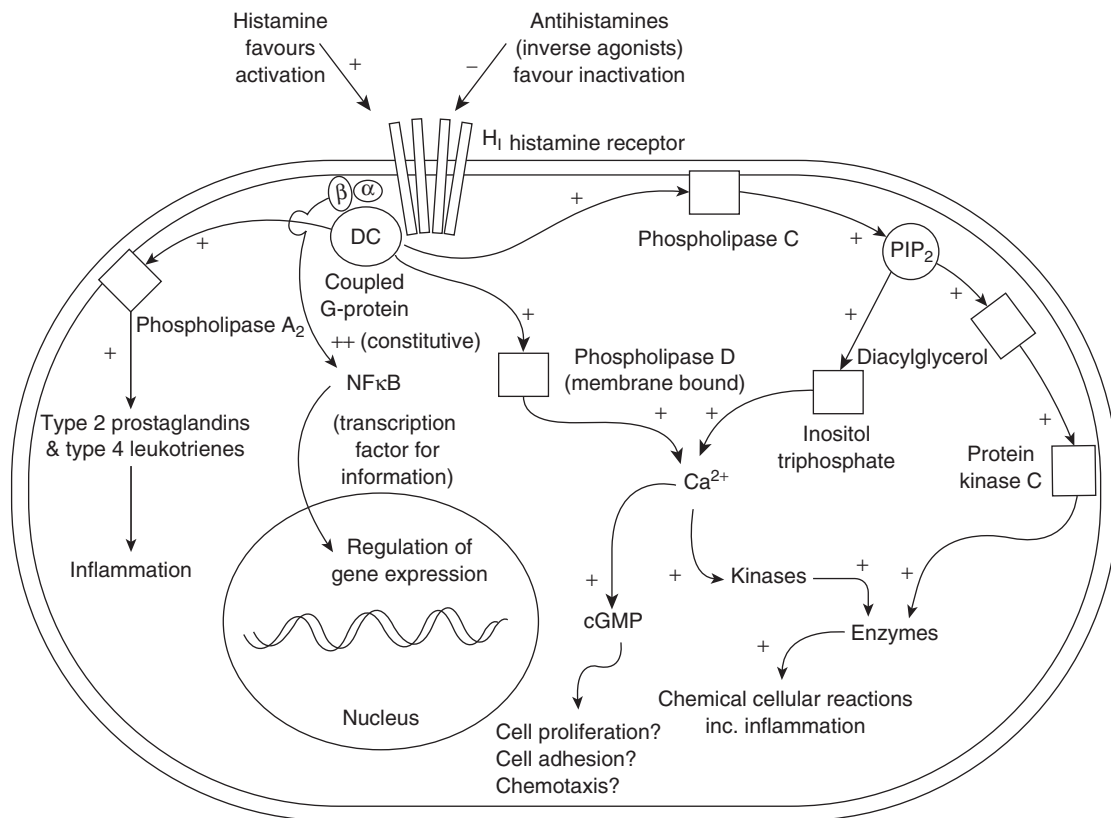 Histamine
favours
activation
+
Antihistamines
(inverse agonists)
favour inactivation
−
H₁ histamine receptor
β
α
DC
Coupled
G-protein
+
Phospholipase A₂
+
Type 2 prostaglandins
& type 4 leukotrienes
Inflammation
++ (constitutive)
NFκB
(transcription
factor for
information)
Regulation of
gene expression
Nucleus
+
Phospholipase C
+
PIP₂
+
Phospholipase D
(membrane bound)
+
+
Diacylglycerol
+
Inositol
triphosphate
+
+
Protein
kinase C
Ca²⁺
+
cGMP
Cell proliferation?
Cell adhesion?
Chemotaxis?
+
Kinases
+
+
Enzymes
+
Chemical cellular reactions
inc. inflammation